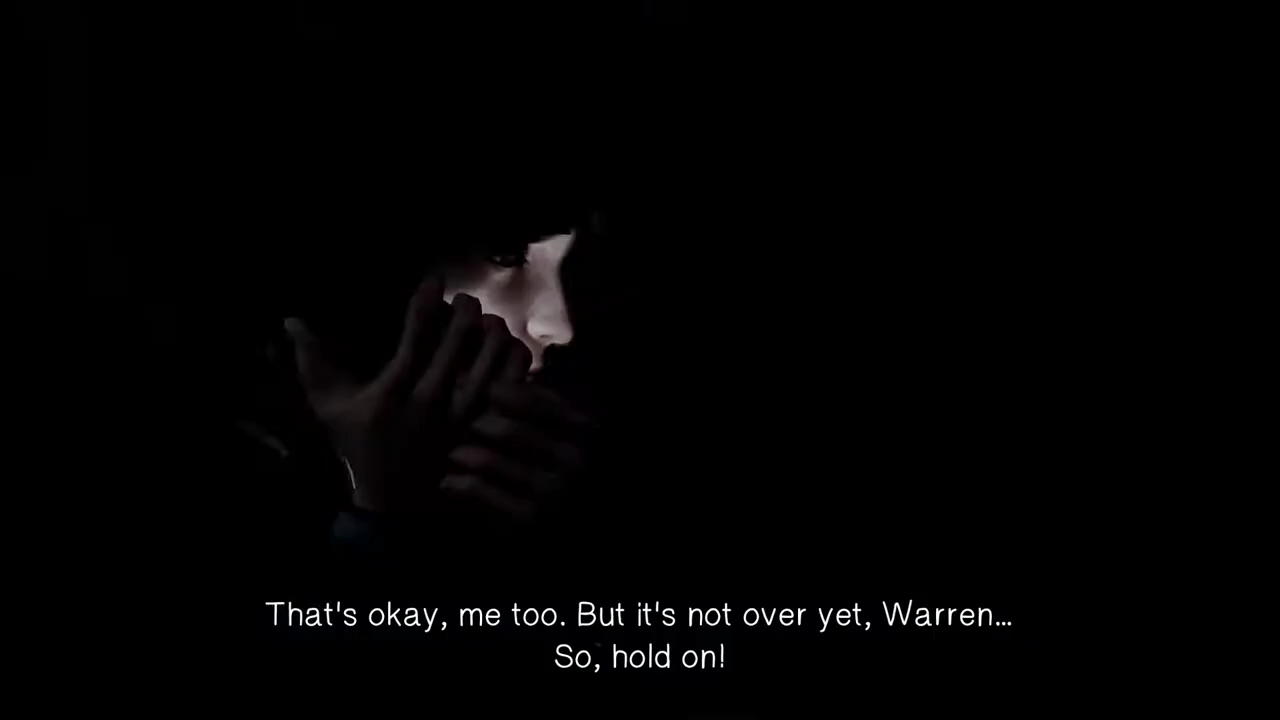 That's okay, me too. But it's not over yet, Warren...
So, hold on!